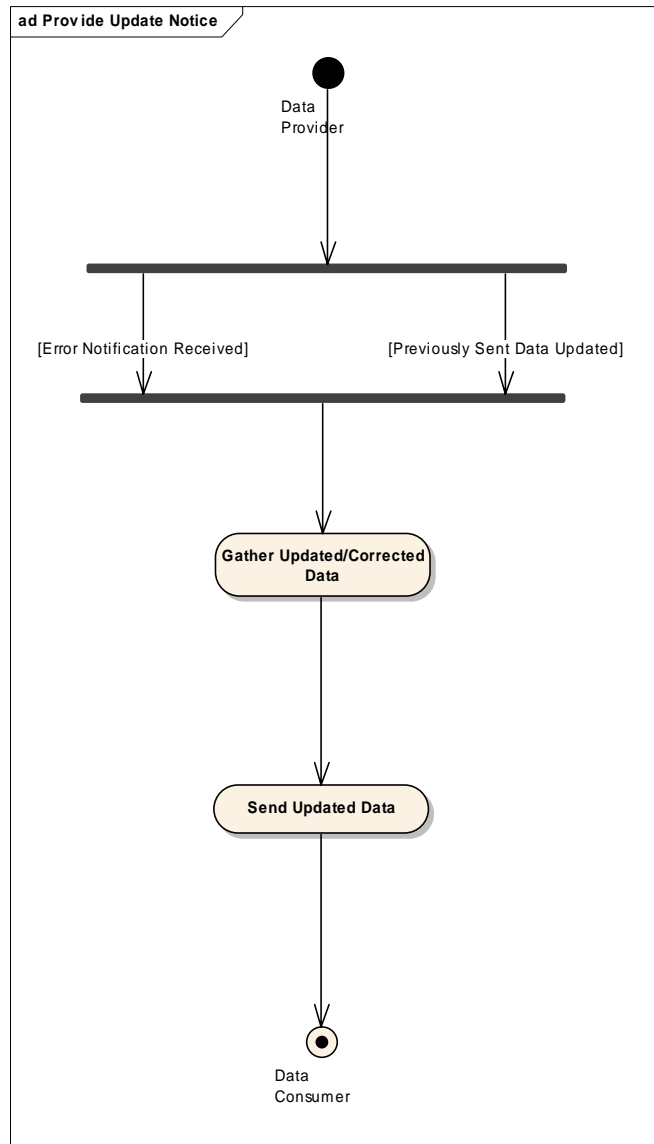 ad Provide Update Notice
Data
Provider
[Error Notification Received]
[Previously Sent Data Updated]
Gather Updated/Corrected
Data
Send Updated Data
Data
Consumer